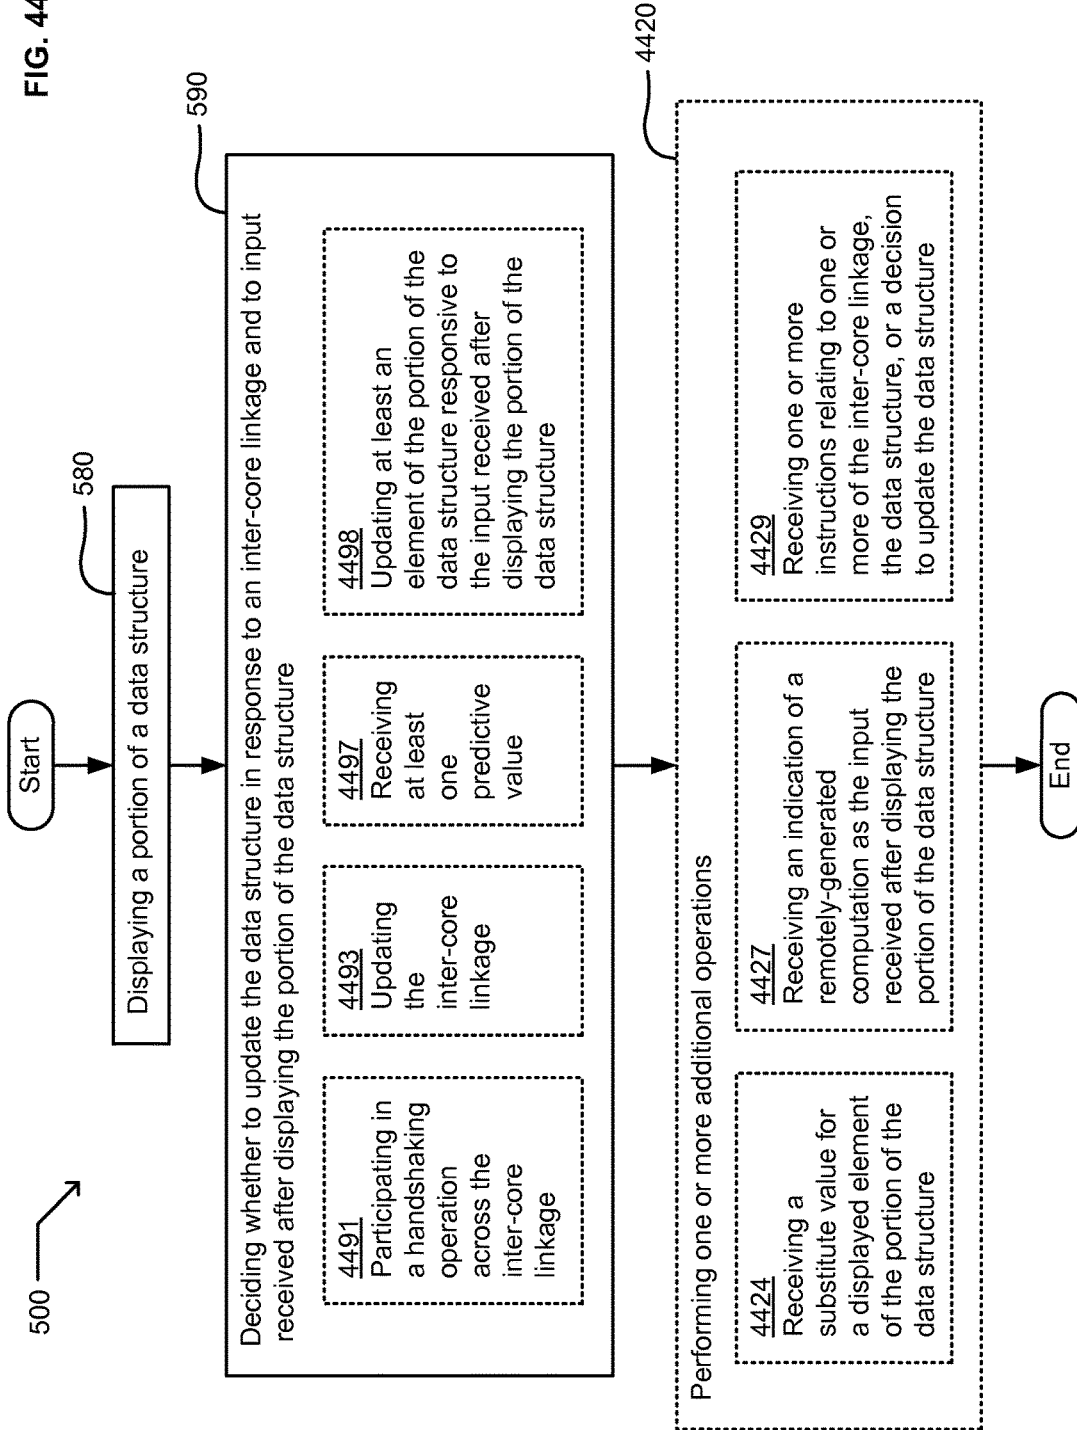 FIG. 44
500
Start
Displaying a portion of a data structure
580
Deciding whether to update the data structure in response to an inter-core linkage and to input
received after displaying the portion of the data structure
590
4491
Participating in
a handshaking
operation
across the
inter-core
linkage
4493
Updating
the
inter-core
linkage
4497
Receiving
at least
one
predictive
value
4498
Updating at least an
element of the portion of the
data structure responsive to
the input received after
displaying the portion of the
data structure
Performing one or more additional operations
4420
4424
Receiving a
substitute value for
a displayed element
of the portion of the
data structure
4427
Receiving an indication of a
remotely-generated
computation as the input
received after displaying the
portion of the data structure
4429
Receiving one or more
instructions relating to one or
more of the inter-core linkage,
the data structure, or a decision
to update the data structure
End